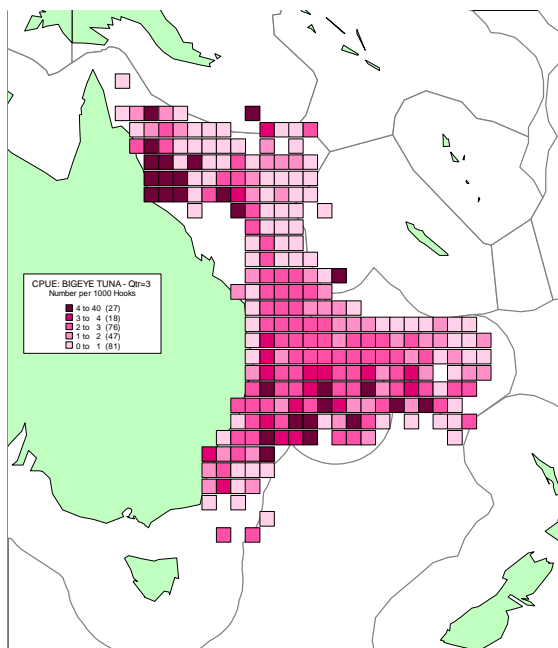 CPUE: BIGEYE TUNA - Qtr=3
Number per 1000 Hooks
4 to 40 (27)
3 to 4 (18)
2 to 3 (76)
1 to 2 (47)
0 to 1 (81)